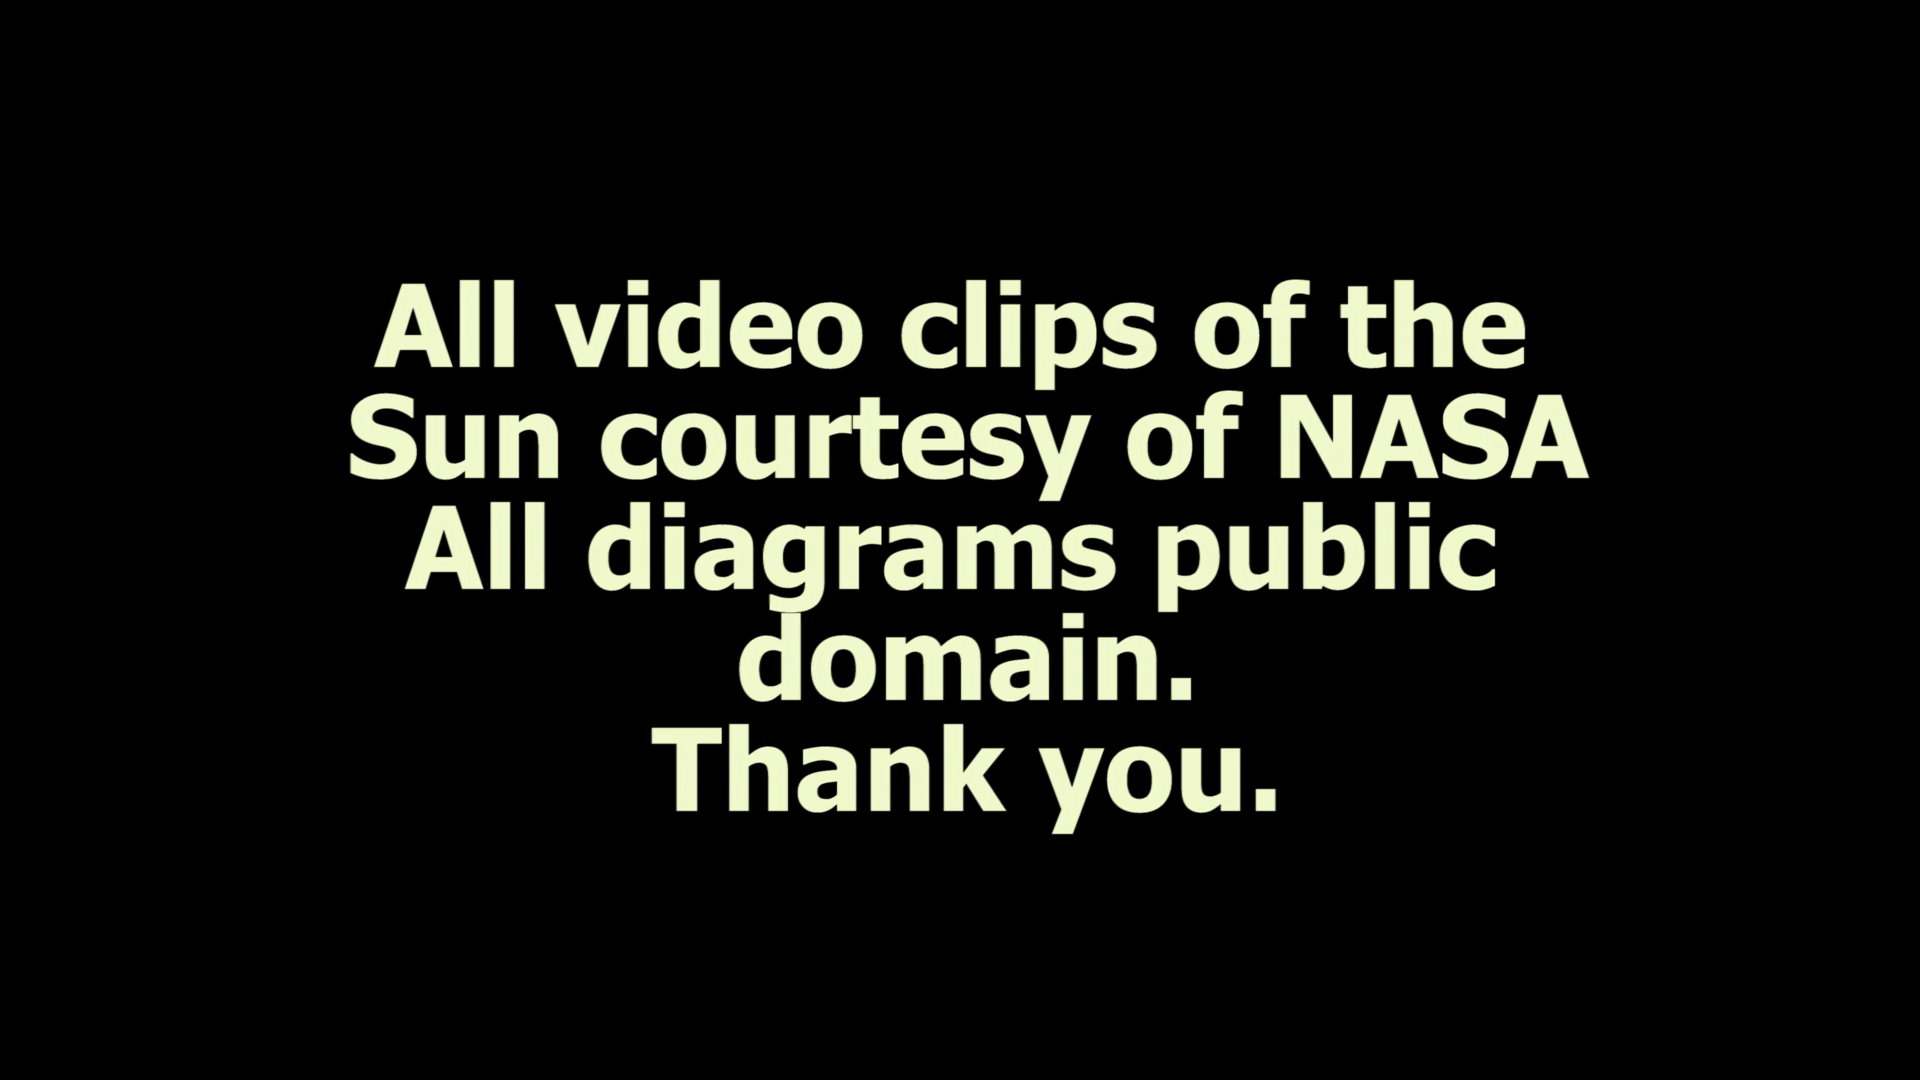 All video clips of the
Sun courtesy of NASA
All diagrams public
domain.
Thank you.